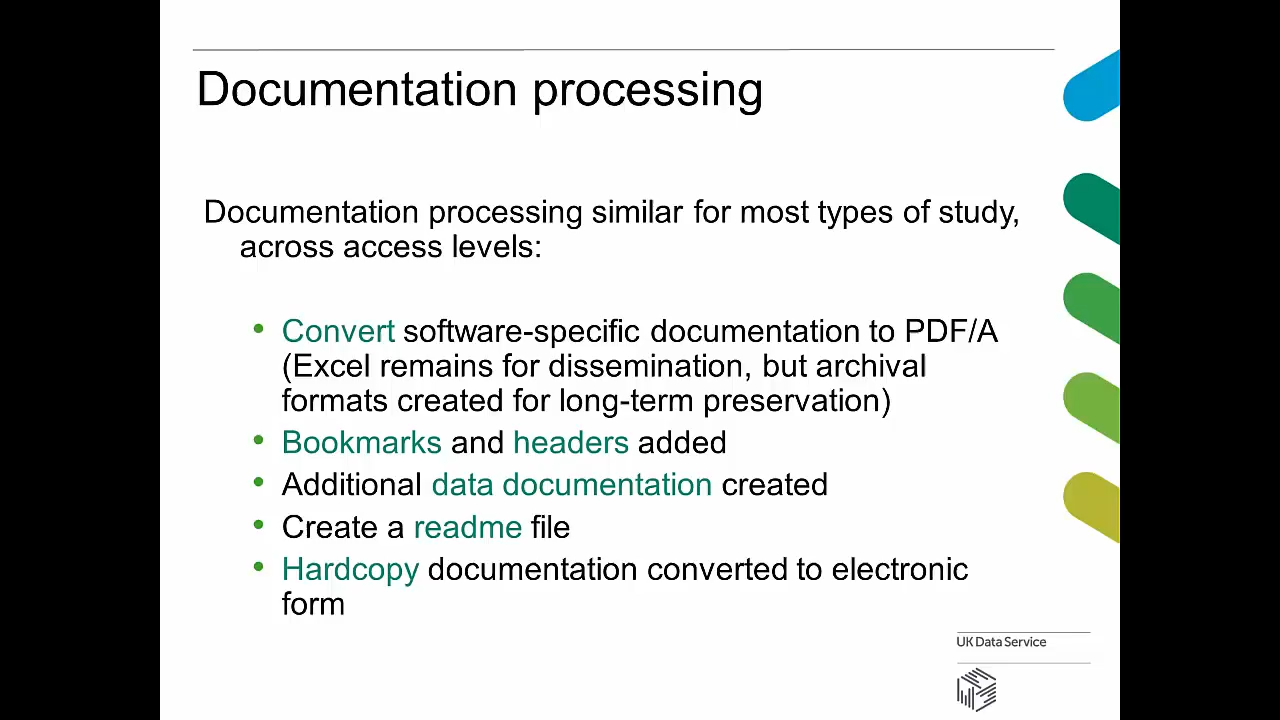 Documentation processing
Documentation processing similar for most types of study,
across access levels:
• Convert software-specific documentation to PDF/A
(Excel remains for dissemination, but archival
formats created for long-term preservation)
• Bookmarks and headers added
• Additional data documentation created
• Create a readme file
• Hardcopy documentation converted to electronic
form
UK Data Service